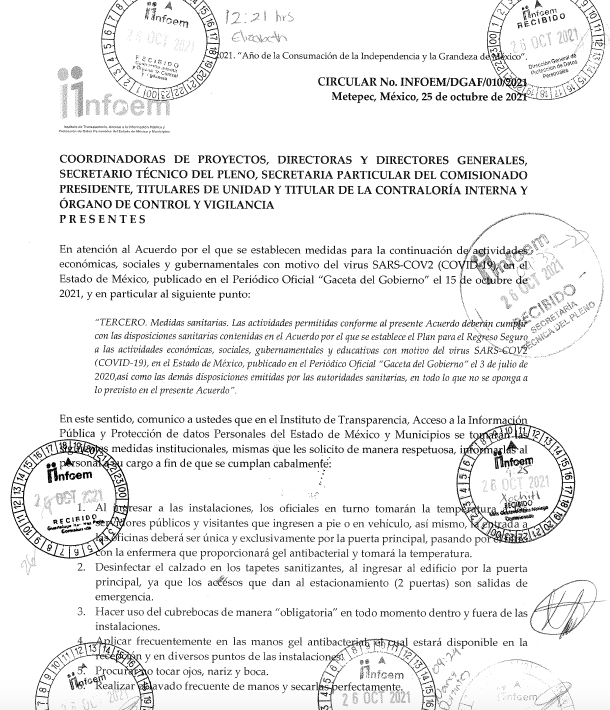 12:21 hrs
Elizabeth
infoem
26 OCT 2021
RECIBIDO
infoem
RECIBIDO
26 OCT 2021
Dirección General de
Protección de Datos
Personales
2021. "Año de la Consumación de la Independencia y la Grandeza de México".
infoem
Instituto de Transparencia, Acceso a la Información Pública y
Protección de Datos Personales del Estado de México y Municipios
CIRCULAR No. INFOEM/DGAF/010/2021
Metepec, México, 25 de octubre de 2021
COORDINADORAS DE PROYECTOS, DIRECTORAS Y DIRECTORES GENERALES,
SECRETARIO TÉCNICO DEL PLENO, SECRETARIA PARTICULAR DEL COMISIONADO
PRESIDENTE, TITULARES DE UNIDAD Y TITULAR DE LA CONTRALORÍA INTERNA Y
ÓRGANO DE CONTROL Y VIGILANCIA
P R E S E N T E S
En atención al Acuerdo por el que se establecen medidas para la continuación de actividades
económicas, sociales y gubernamentales con motivo del virus SARS-COV2 (COVID-19), en el
Estado de México, publicado en el Periódico Oficial "Gaceta del Gobierno" el 15 de octubre de
2021, y en particular al siguiente punto:
infoem
26 OCT 2021
RECIBIDO
SECRETARÍA
TÉCNICA DEL PLENO
"TERCERO. Medidas sanitarias. Las actividades permitidas conforme al presente Acuerdo deberán cumplir
con las disposiciones sanitarias contenidas en el Acuerdo por el que se establece el Plan para el Regreso Seguro
a las actividades económicas, sociales, gubernamentales y educativas con motivo del virus SARS-COV2
(COVID-19), en el Estado de México, publicado en el Periódico Oficial "Gaceta del Gobierno" el 3 de julio de
2020,así como las demás disposiciones emitidas por las autoridades sanitarias, en todo lo que no se oponga a
lo previsto en el presente Acuerdo".
En este sentido, comunico a ustedes que en el Instituto de Transparencia, Acceso a la Información
Pública y Protección de datos Personales del Estado de México y Municipios se tomarán las
siguientes medidas institucionales, mismas que les solicito de manera respetuosa, informarlas al
personal a su cargo a fin de que se cumplan cabalmente:
infoem
26 OCT 2021
RECIBIDO
infoem
9:25
26 OCT 2021
Xochitl
RECIBIDO
1. Al ingresar a las instalaciones, los oficiales en turno tomarán la temperatura a los
servidores públicos y visitantes que ingresen a pie o en vehículo, así mismo, la entrada a
las oficinas deberá ser única y exclusivamente por la puerta principal, pasando por el filtro
con la enfermera que proporcionará gel antibacterial y tomará la temperatura.
2. Desinfectar el calzado en los tapetes sanitizantes, al ingresar al edificio por la puerta
principal, ya que los accesos que dan al estacionamiento (2 puertas) son salidas de
emergencia.
3. Hacer uso del cubrebocas de manera "obligatoria" en todo momento dentro y fuera de las
instalaciones.
4. Aplicar frecuentemente en las manos gel antibacterial, el cual estará disponible en la
recepción y en diversos puntos de las instalaciones.
5. Procurar no tocar ojos, nariz y boca.
6. Realizar el lavado frecuente de manos y secarlas perfectamente.
infoem
infoem
26 OCT 2021
09:24
infoem